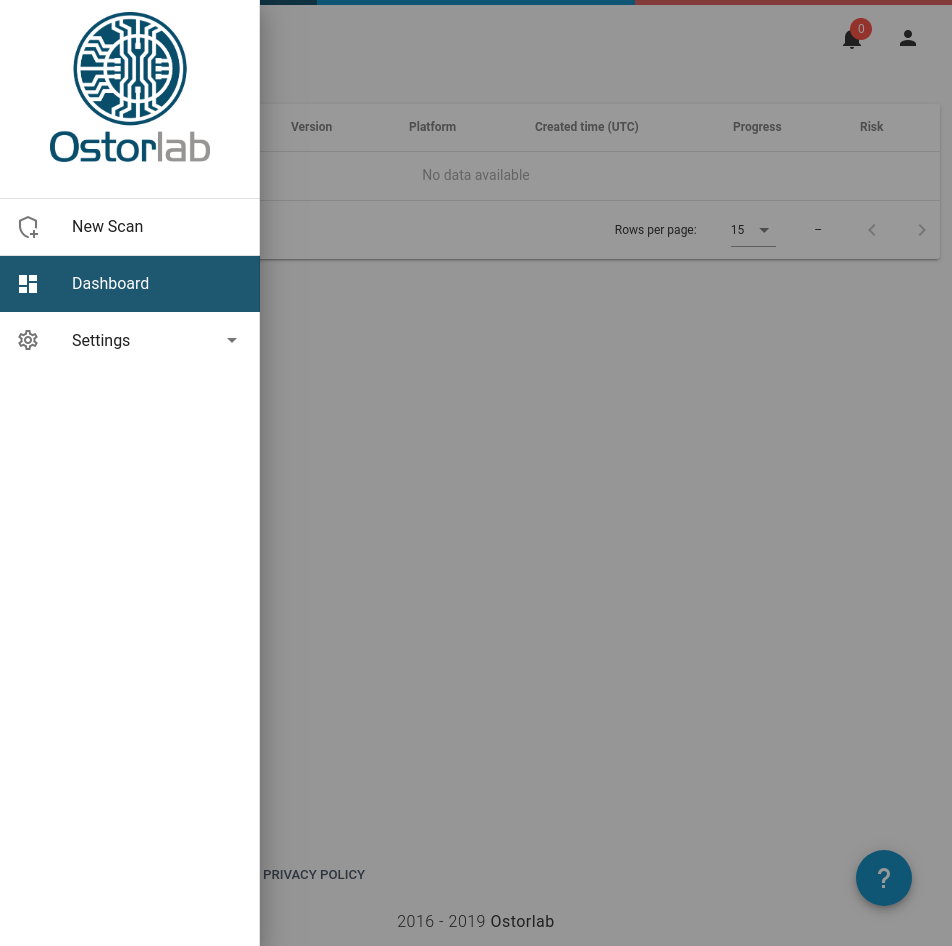 Ostorlab
New Scan
Dashboard
Settings
0
Version Platform Created time (UTC) Progress Risk
No data available
Rows per page: 15 –
PRIVACY POLICY
?
2016 - 2019 Ostorlab